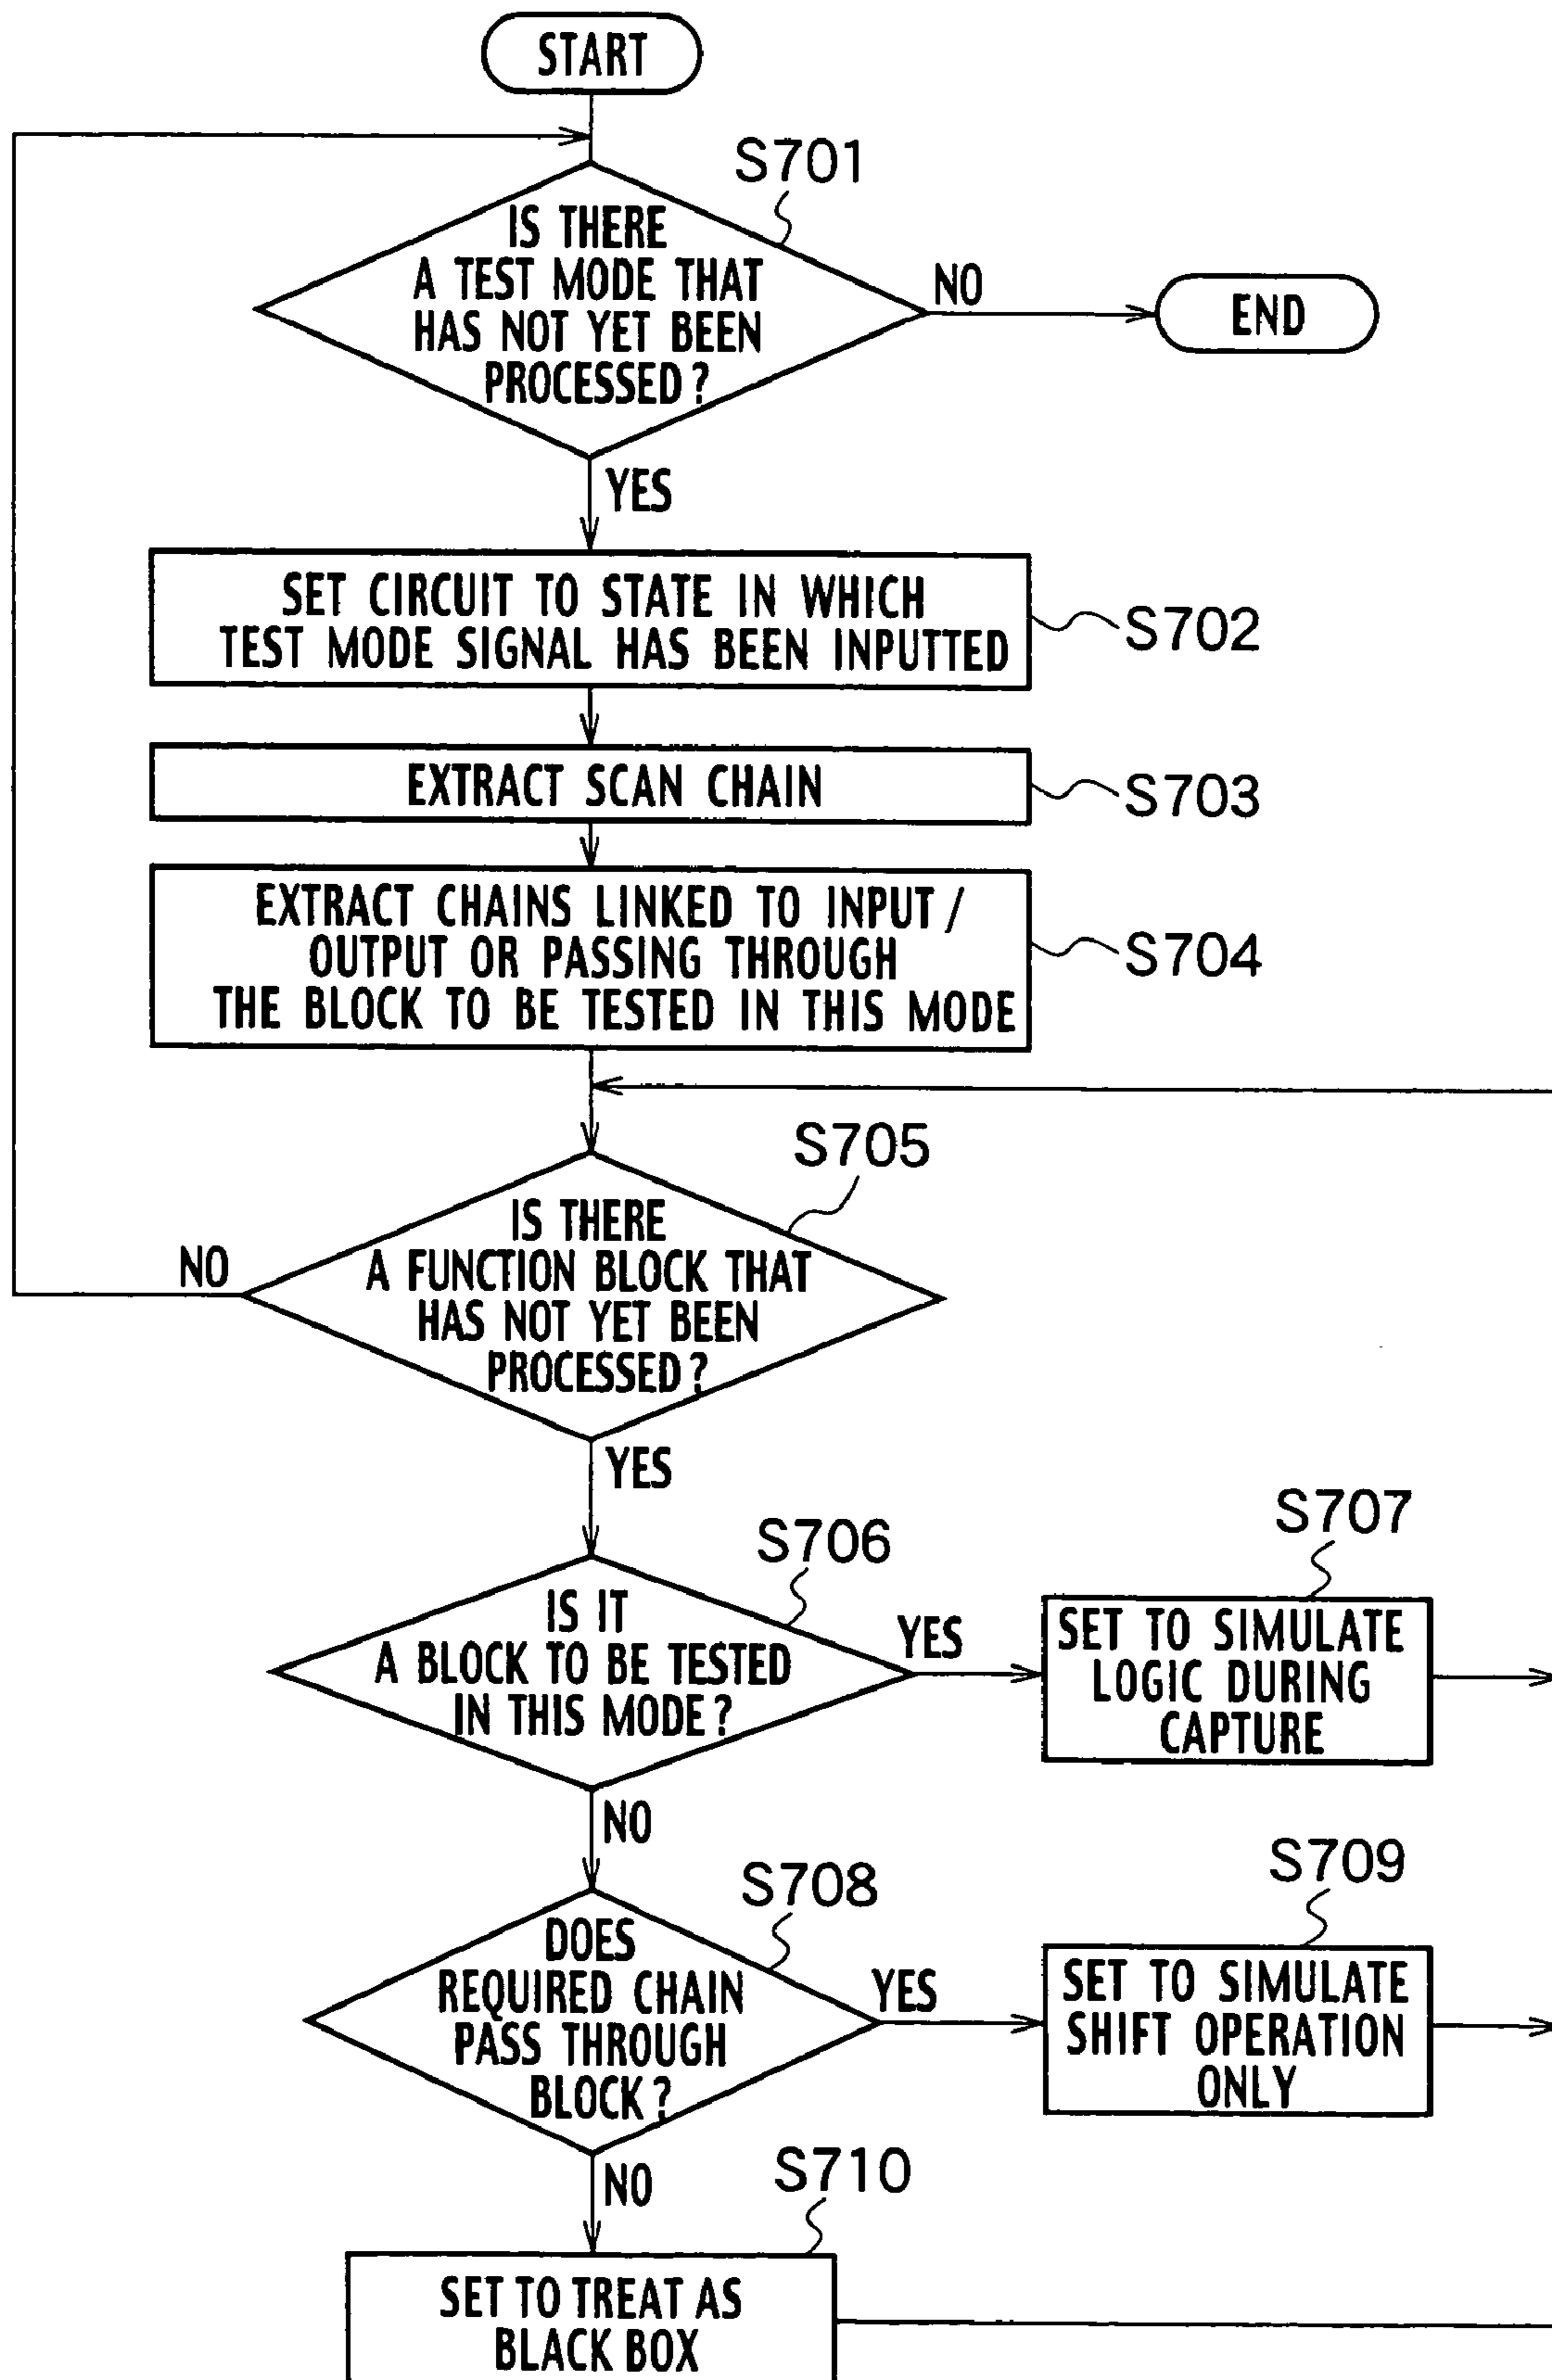 START
S701
IS THERE
A TEST MODE THAT
HAS NOT YET BEEN
PROCESSED?
NO
END
YES
SET CIRCUIT TO STATE IN WHICH
TEST MODE SIGNAL HAS BEEN INPUTTED
S702
EXTRACT SCAN CHAIN
S703
EXTRACT CHAINS LINKED TO INPUT/
OUTPUT OR PASSING THROUGH
THE BLOCK TO BE TESTED IN THIS MODE
S704
S705
IS THERE
A FUNCTION BLOCK THAT
HAS NOT YET BEEN
PROCESSED?
NO
YES
S706
IS IT
A BLOCK TO BE TESTED
IN THIS MODE?
YES
S707
SET TO SIMULATE
LOGIC DURING
CAPTURE
NO
S708
DOES
REQUIRED CHAIN
PASS THROUGH
BLOCK?
YES
S709
SET TO SIMULATE
SHIFT OPERATION
ONLY
NO
S710
SET TO TREAT AS
BLACK BOX